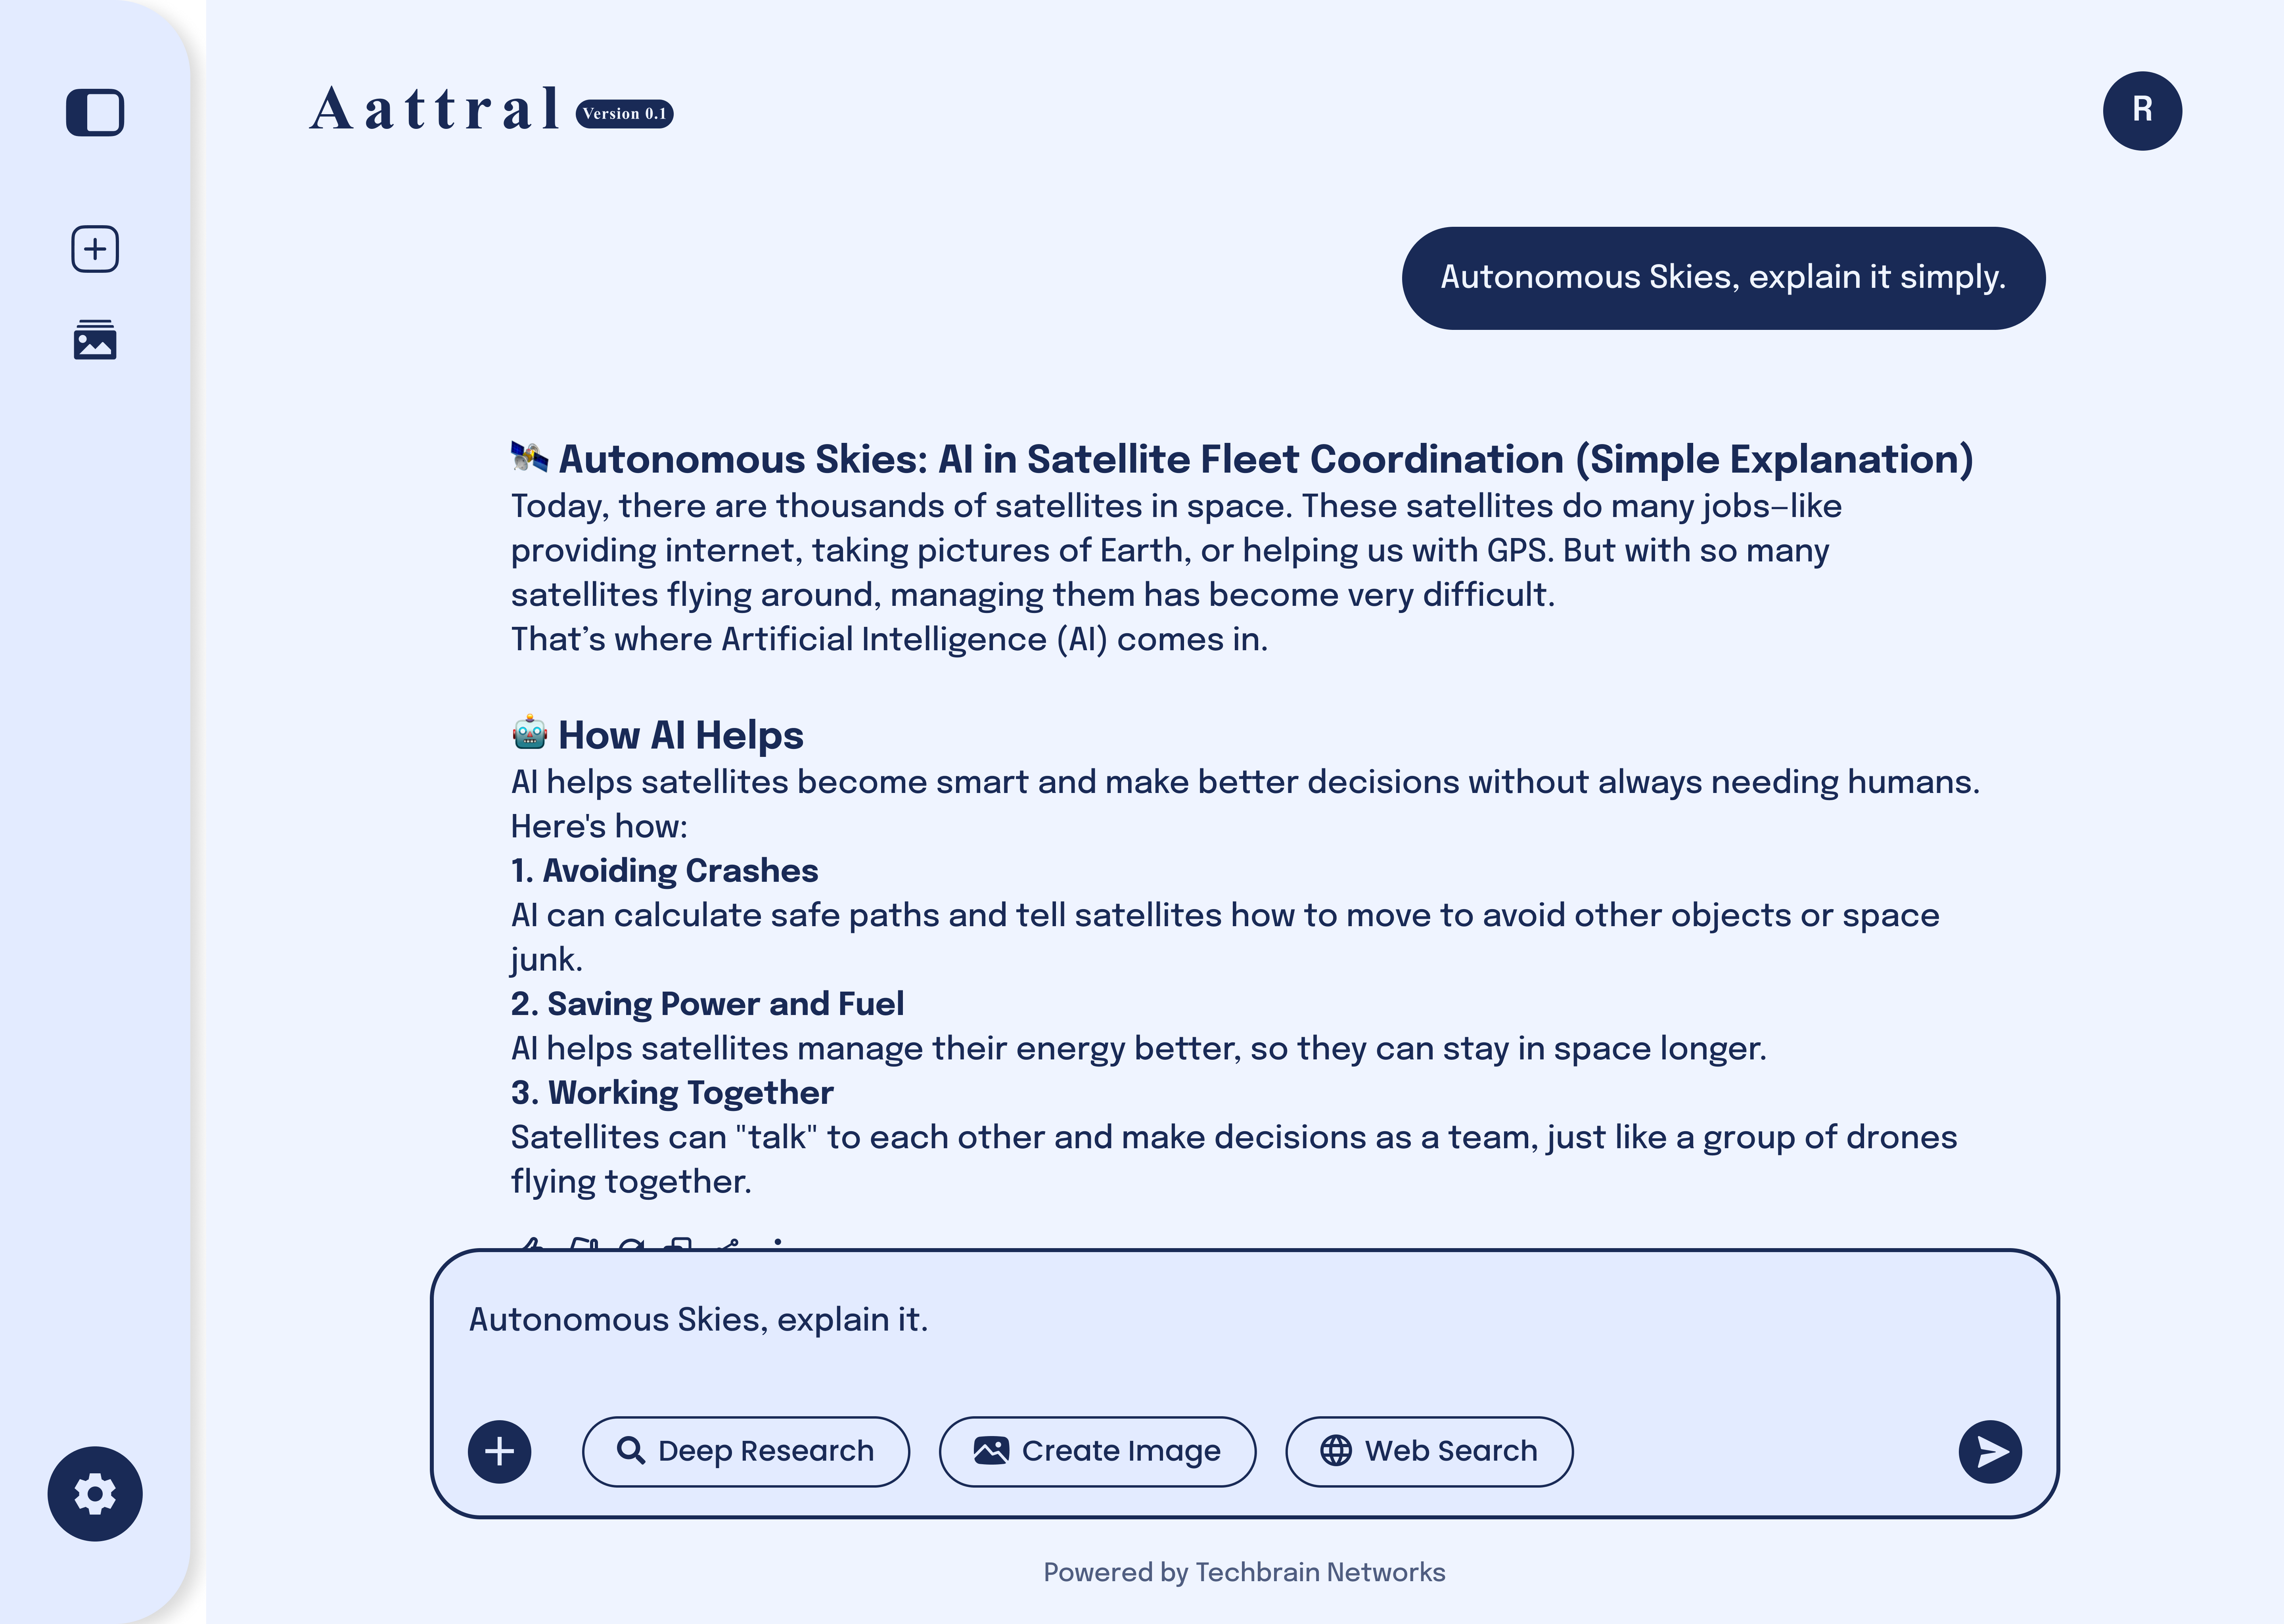 Aattral Version 0.1
R
Autonomous Skies, explain it simply.
Autonomous Skies: AI in Satellite Fleet Coordination (Simple Explanation)
Today, there are thousands of satellites in space. These satellites do many jobs—like
providing internet, taking pictures of Earth, or helping us with GPS. But with so many
satellites flying around, managing them has become very difficult.
That’s where Artificial Intelligence (AI) comes in.
How AI Helps
AI helps satellites become smart and make better decisions without always needing humans.
Here's how:
1. Avoiding Crashes
AI can calculate safe paths and tell satellites how to move to avoid other objects or space
junk.
2. Saving Power and Fuel
AI helps satellites manage their energy better, so they can stay in space longer.
3. Working Together
Satellites can "talk" to each other and make decisions as a team, just like a group of drones
flying together.
Autonomous Skies, explain it.
Deep Research Create Image Web Search
Powered by Techbrain Networks